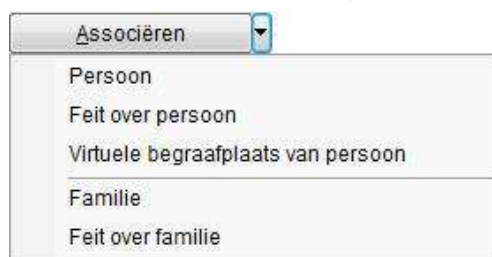 Associëren
Persoon
Feit over persoon
Virtuele begraafplaats van persoon
Familie
Feit over familie